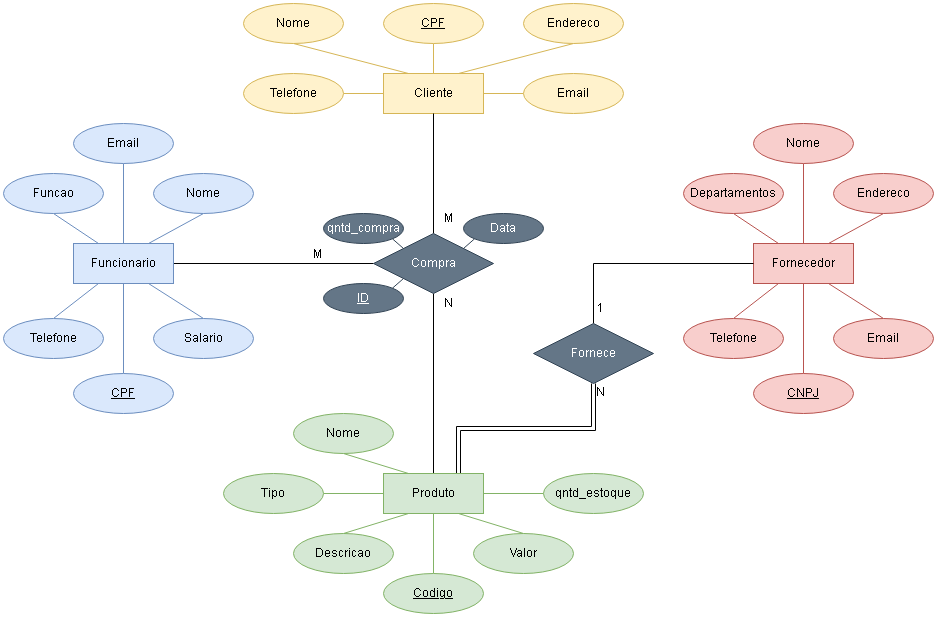 Nome
CPF
Endereco
Telefone
Cliente
Email
Email
Funcao
Nome
Funcionario
Telefone
Salario
CPF
M
qntd_compra
M
Data
Compra
ID
N
Nome
Departamentos
Endereco
Fornecedor
Telefone
Email
CNPJ
1
Fornece
N
Nome
Tipo
Produto
qntd_estoque
Descricao
Valor
Codigo